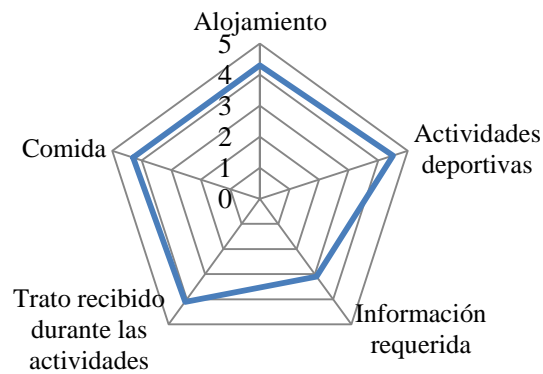 Alojamiento
5
4
3
2
1
0
Actividades
deportivas
Información
requerida
Trato recibido
durante las
actividades
Comida